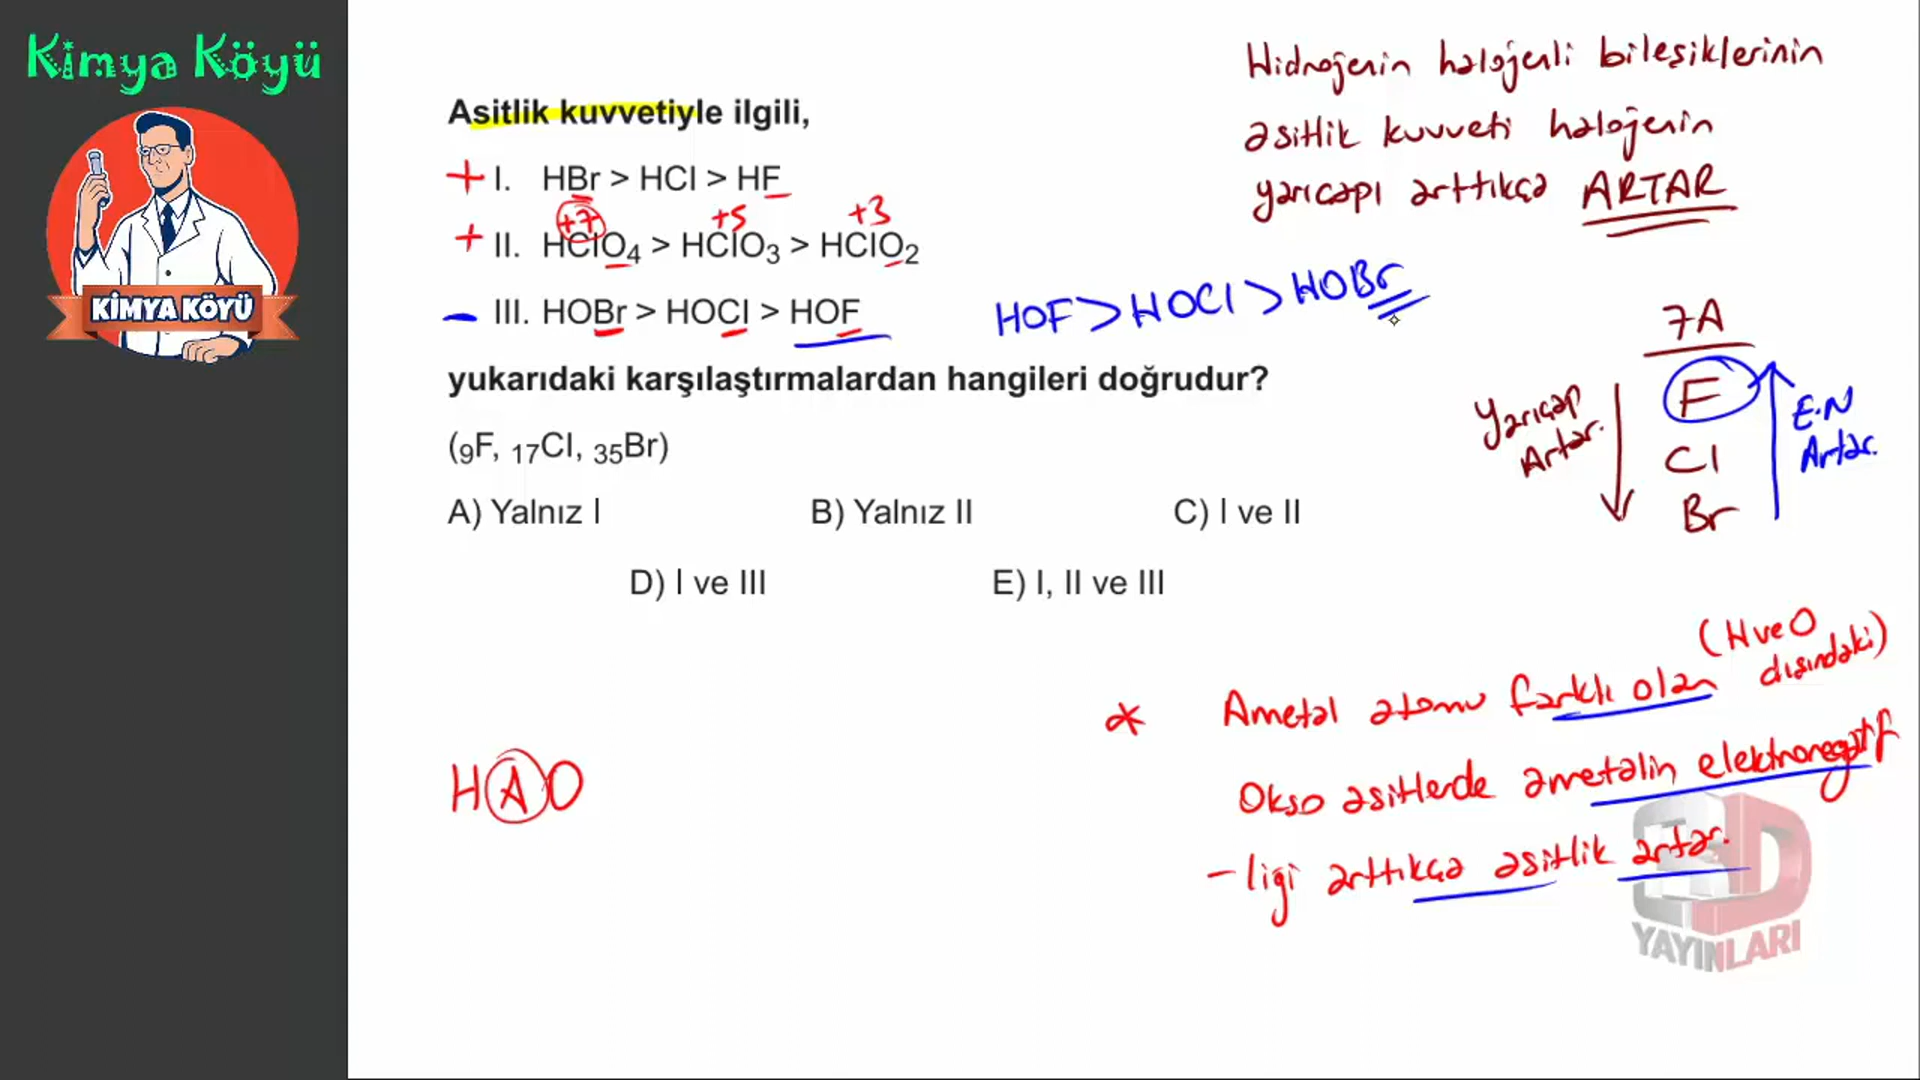 Kimya Köyü
KİMYA KÖYÜ
Asitlik kuvvetiyle ilgili,
+ I. HBr > HCl > HF
+7 +5 +3
+ II. HClO₄ > HClO₃ > HClO₂
- III. HOBr > HOCl > HOF
HOF > HOCl > HOBr
yukarıdaki karşılaştırmalardan hangileri doğrudur?
(₉F, ₁₇Cl, ₃₅Br)
A) Yalnız I B) Yalnız II C) I ve II
D) I ve III E) I, II ve III
Hidrojenin halojenli bileşiklerinin
asitlik kuvveti halojenin
yarıçapı arttıkça ARTAR
7A
F
Cl
Br
Yarıçap
Artar.
E.N
Artar.
HAO
* Ametal atomu farklı olan (H ve O
dışındaki)
Okso asitlerde ametalin elektronegatif
-liği arttıkça asitlik artar.
3D
YAYINLARI